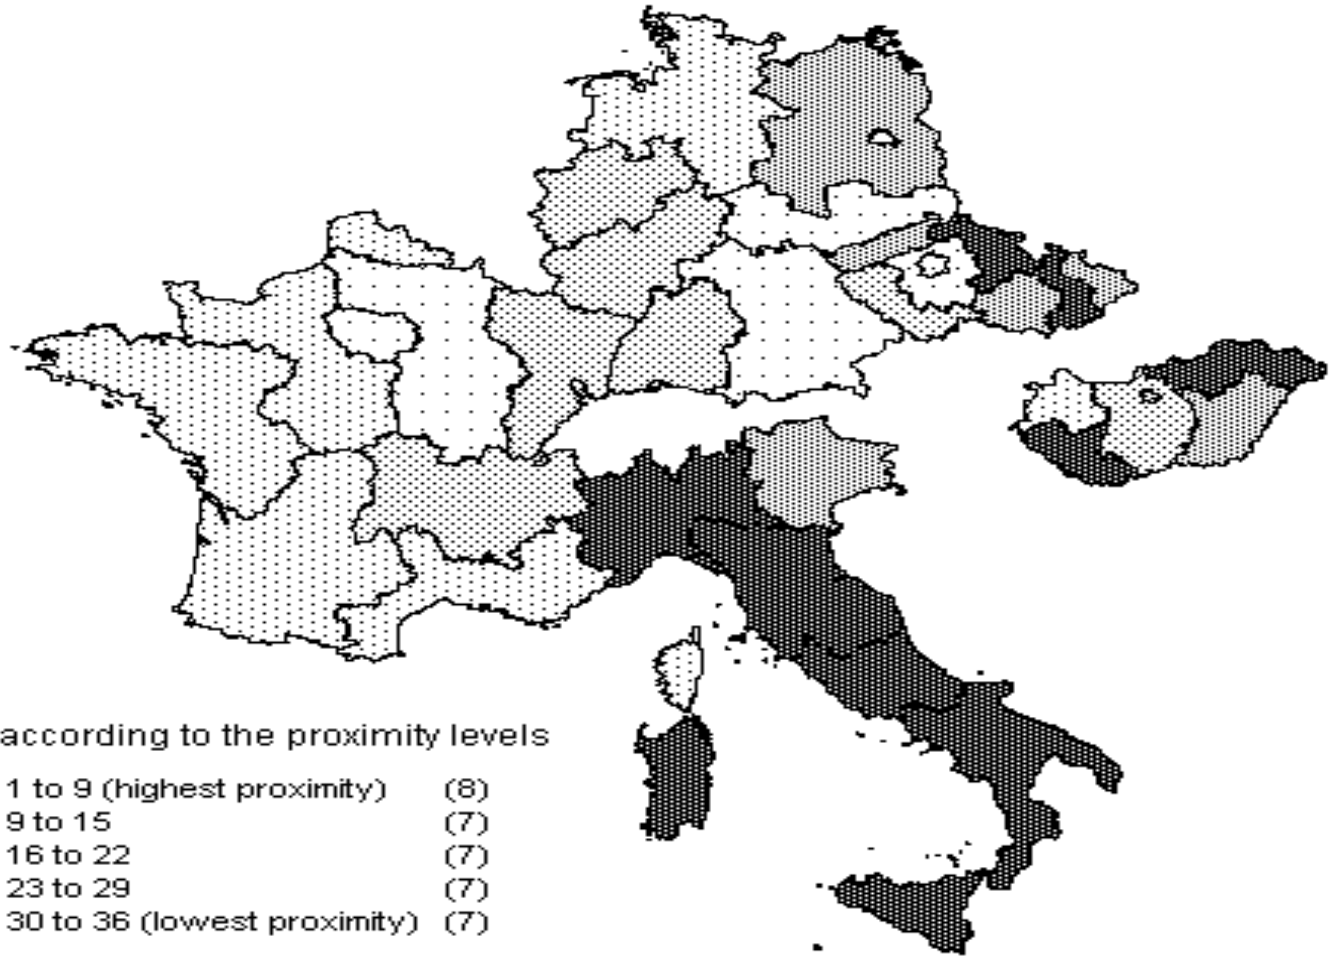 according to the proximity levels
1 to 9 (highest proximity) (8)
9 to 15 (7)
16 to 22 (7)
23 to 29 (7)
30 to 36 (lowest proximity) (7)